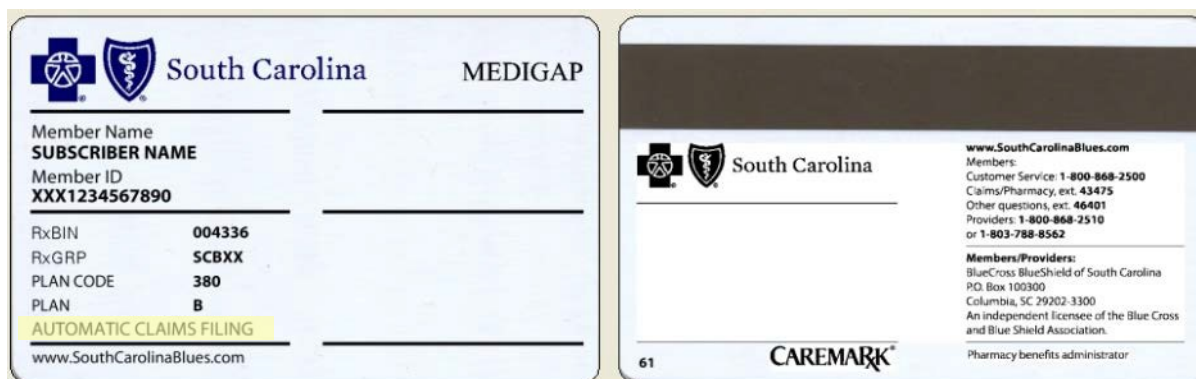 South Carolina
MEDIGAP
Member Name
SUBSCRIBER NAME
Member ID
XXX1234567890
RxBIN 004336
RxGRP SCBXX
PLAN CODE 380
PLAN B
AUTOMATIC CLAIMS FILING
www.SouthCarolinaBlues.com
South Carolina
61
CAREMARK
www.SouthCarolinaBlues.com
Members:
Customer Service: 1-800-868-2500
Claims/Pharmacy, ext. 43475
Other questions, ext. 46401
Providers: 1-800-868-2510
or 1-803-788-8562
Members/Providers:
BlueCross BlueShield of South Carolina
P.O. Box 100300
Columbia, SC 29202-3300
An independent licensee of the Blue Cross
and Blue Shield Association.
Pharmacy benefits administrator